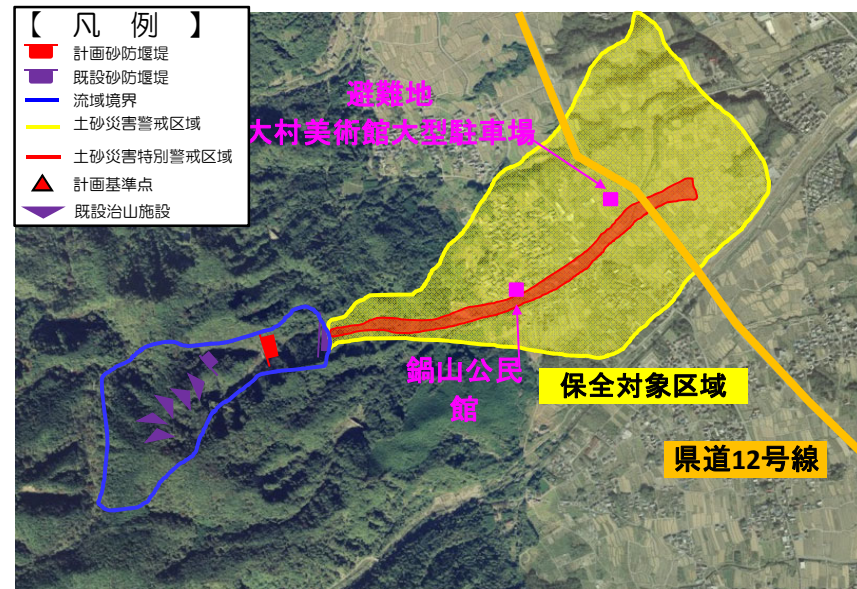 【 凡 例 】
計画砂防堰堤
既設砂防堰堤
流域境界
土砂災害警戒区域
土砂災害特別警戒区域
計画基準点
既設治山施設
避難地
大村美術館大型駐車場
鍋山公民
館
保全対象区域
県道12号線